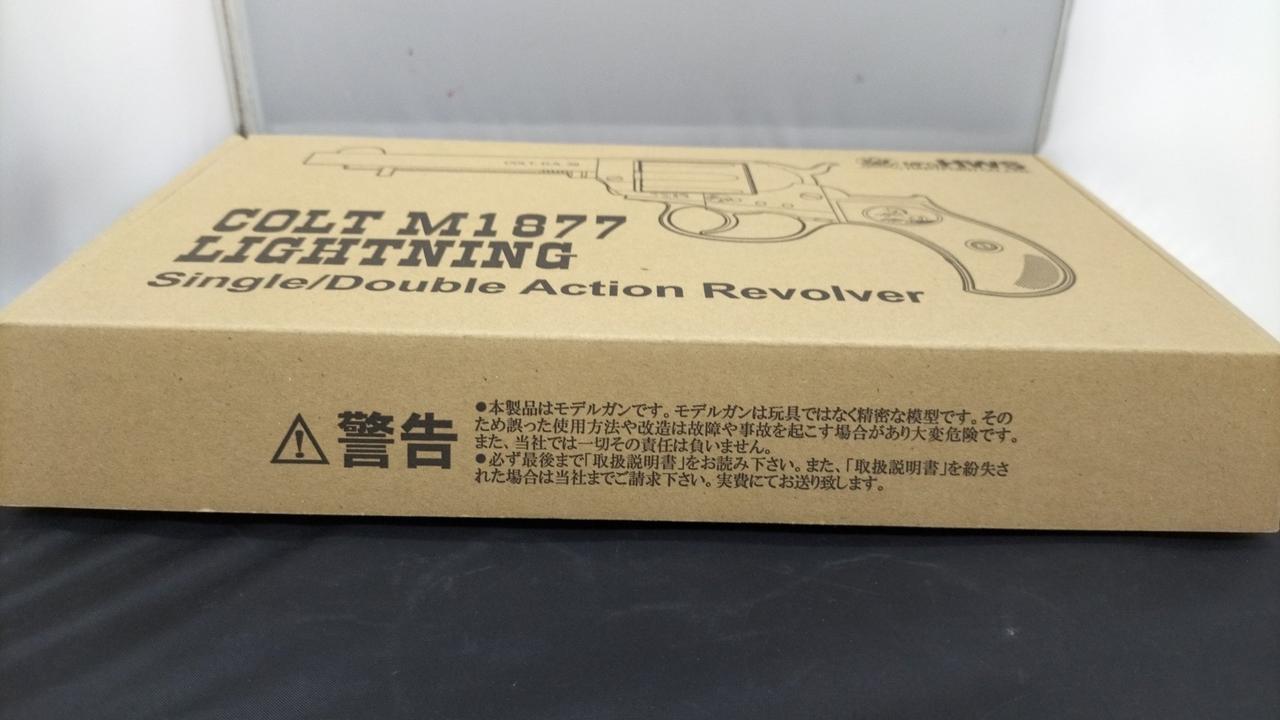 COLT D.A. 38
HWS
COLT M1877
LIGHTNING
Single/Double Action Revolver
警告
●本製品はモデルガンです。モデルガンは玩具ではなく精密な模型です。その
ため誤った使用方法や改造は故障や事故を起こす場合があり大変危険です。
また、当社では一切その責任は負いません。
●必ず最後まで「取扱説明書」をお読み下さい。また、「取扱説明書」を紛失さ
れた場合は当社までご請求下さい。実費にてお送り致します。